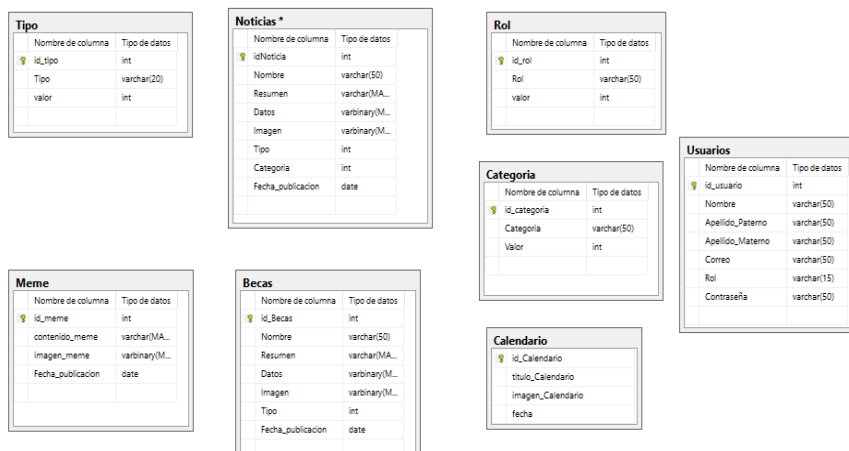 Tipo
Nombre de columna Tipo de datos
id_tipo int
Tipo varchar(20)
valor int
Noticias *
Nombre de columna Tipo de datos
idNoticia int
Nombre varchar(50)
Resumen varchar(MA...
Datos varbinary(M...
Imagen varbinary(M...
Tipo int
Categoria int
Fecha_publicacion date
Rol
Nombre de columna Tipo de datos
id_rol int
Rol varchar(50)
valor int
Categoria
Nombre de columna Tipo de datos
id_categoria int
Categoria varchar(50)
Valor int
Usuarios
Nombre de columna Tipo de datos
id_usuario int
Nombre varchar(50)
Apellido_Paterno varchar(50)
Apellido_Materno varchar(50)
Correo varchar(50)
Rol varchar(15)
Contraseña varchar(50)
Meme
Nombre de columna Tipo de datos
id_meme int
contenido_meme varchar(MA...
imagen_meme varbinary(M...
Fecha_publicacion date
Becas
Nombre de columna Tipo de datos
id_Becas int
Nombre varchar(50)
Resumen varchar(MA...
Datos varbinary(M...
Imagen varbinary(M...
Tipo int
Fecha_publicacion date
Calendario
id_Calendario
titulo_Calendario
imagen_Calendario
fecha